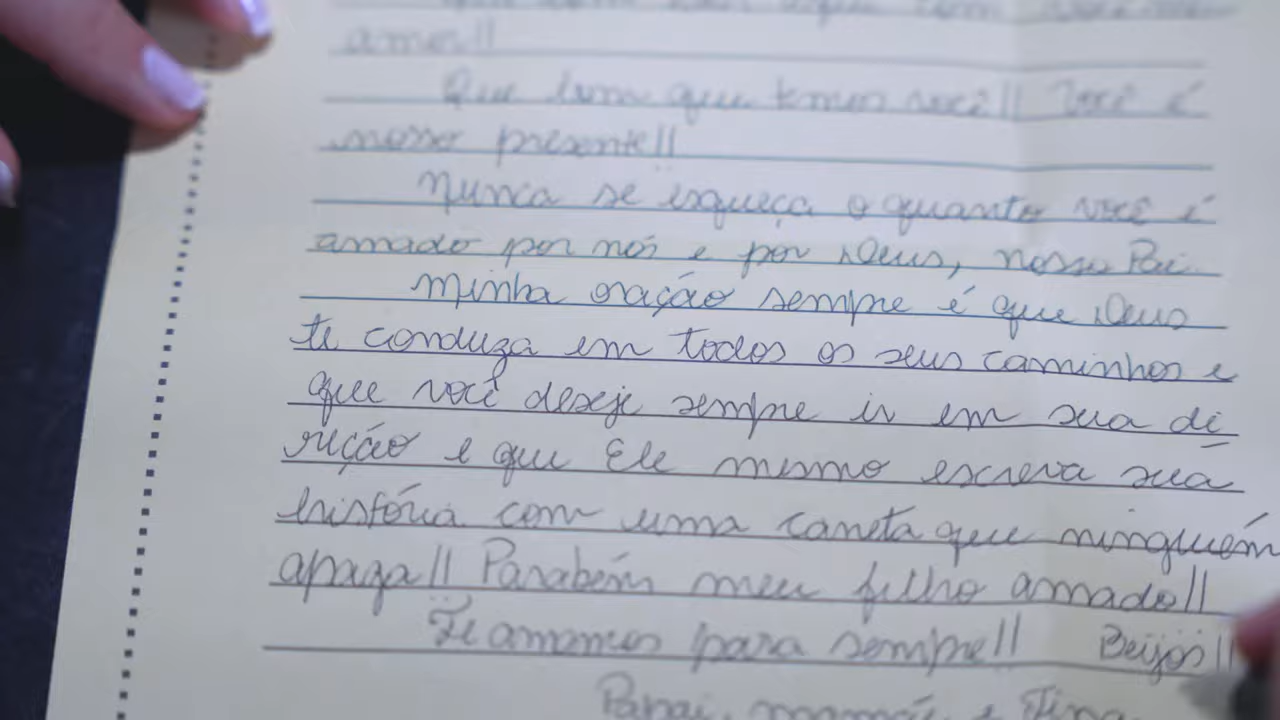 amor!!
Que bom que temos você!! Você é
nosso presente!!
Nunca se esqueça o quanto você é
amado por nós e por Deus, nosso Pai.
Minha oração sempre é que Deus
te conduza em todos os seus caminhos e
que você deseje sempre ir em sua di
reção e que Ele mesmo escreva sua
história com uma caneta que ninguém
apaga!! Parabéns meu filho amado!!
Te amamos para sempre!! Beijos!!
Papai, mamãe e